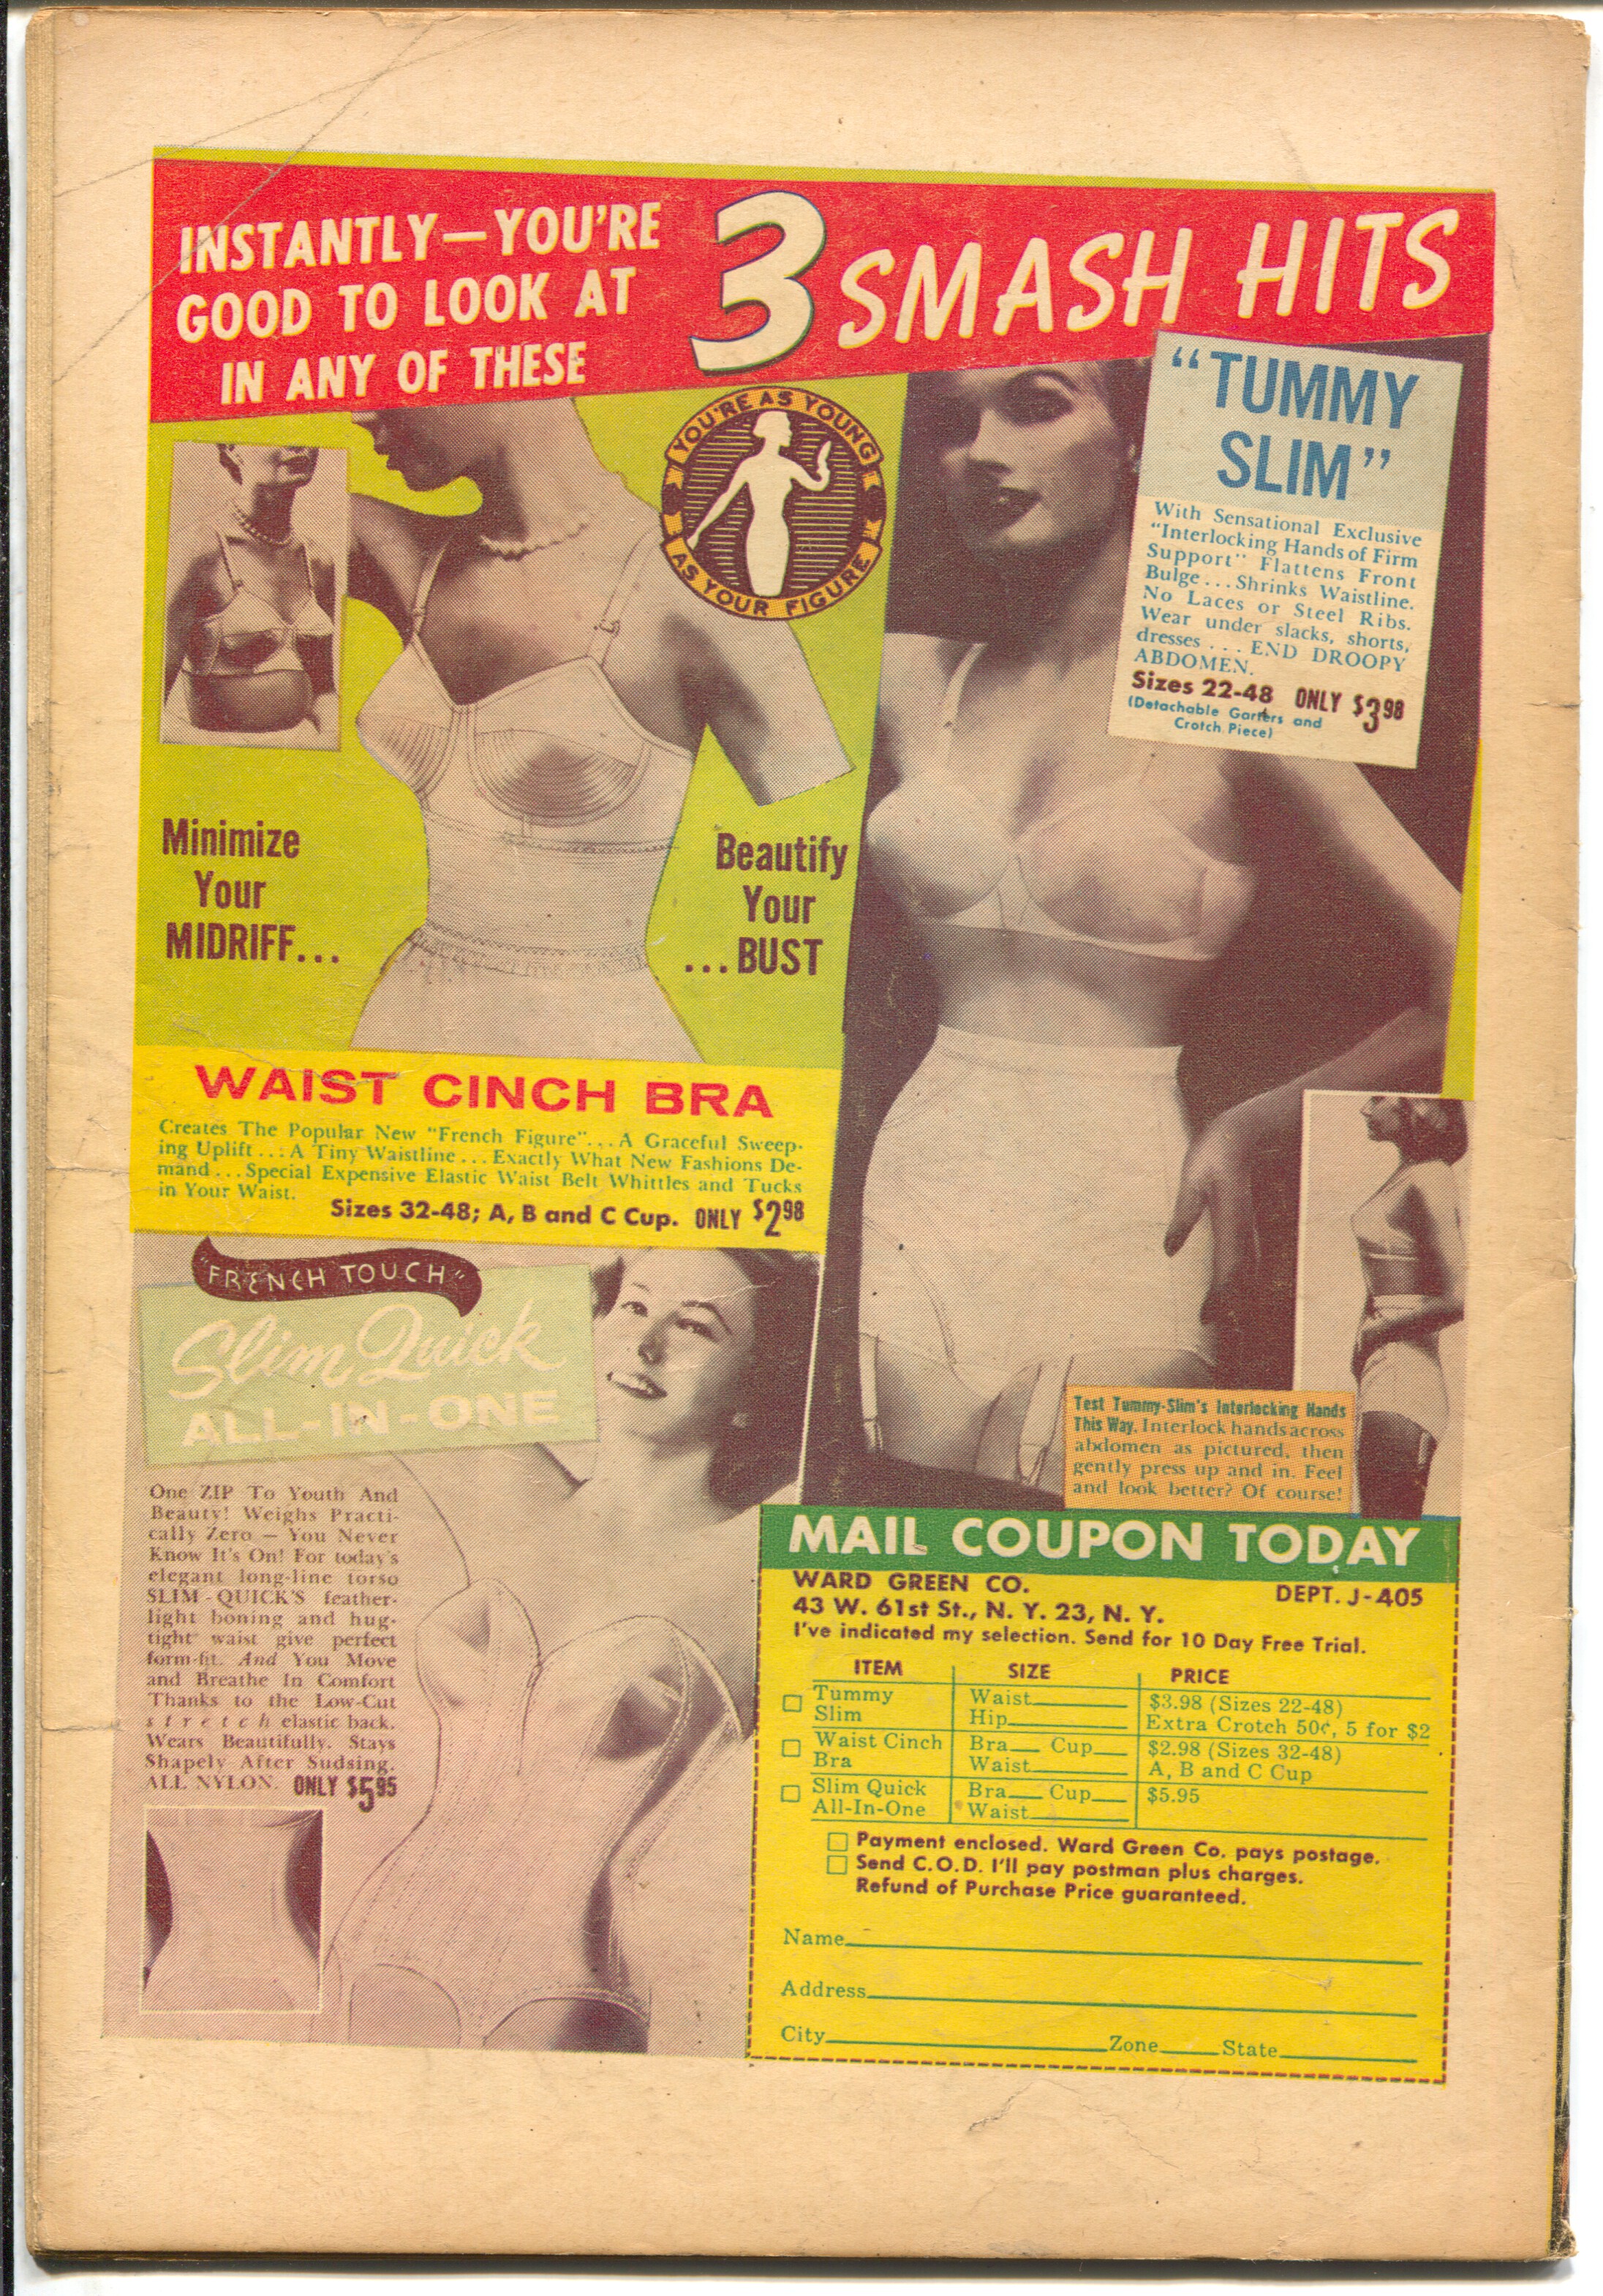 INSTANTLY—YOU'RE
GOOD TO LOOK AT
IN ANY OF THESE
3 SMASH HITS
YOU'RE AS YOUNG
AS YOUR FIGURE
"TUMMY
SLIM"
With Sensational Exclusive
"Interlocking Hands of Firm
Support" Flattens Front
Bulge... Shrinks Waistline.
No Laces or Steel Ribs.
Wear under slacks, shorts,
dresses ... END DROOPY
ABDOMEN.
Sizes 22-48 ONLY $3.98
(Detachable Garters and
Crotch Piece)
Minimize
Your
MIDRIFF...
Beautify
Your
...BUST
WAIST CINCH BRA
Creates The Popular New "French Figure"... A Graceful Sweep-
ing Uplift... A Tiny Waistline... Exactly What New Fashions De-
mand... Special Expensive Elastic Waist Belt Whittles and Tucks
in Your Waist.
Sizes 32-48; A, B and C Cup. ONLY $2.98
"FRENCH TOUCH"
Slim Quick
ALL-IN-ONE
One ZIP To Youth And
Beauty! Weighs Practi-
cally Zero — You Never
Know It's On! For today's
elegant long-line torso
SLIM-QUICK'S feather-
light boning and hug-
tight waist give perfect
form-fit. And You Move
and Breathe In Comfort
Thanks to the Low-Cut
stretch elastic back.
Wears Beautifully. Stays
Shapely After Sudsing.
ALL NYLON. ONLY $5.95
Test Tummy-Slim's Interlocking Hands
This Way. Interlock hands across
abdomen as pictured, then
gently press up and in. Feel
and look better? Of course!
MAIL COUPON TODAY
WARD GREEN CO. DEPT. J-405
43 W. 61st St., N. Y. 23, N. Y.
I've indicated my selection. Send for 10 Day Free Trial.
ITEM SIZE PRICE
Tummy Waist $3.98 (Sizes 22-48)
Slim Hip Extra Crotch 50¢, 5 for $2
Waist Cinch Bra Cup $2.98 (Sizes 32-48)
Bra Waist A, B and C Cup
Slim Quick Bra Cup $5.95
All-In-One Waist
Payment enclosed. Ward Green Co. pays postage.
Send C.O.D. I'll pay postman plus charges.
Refund of Purchase Price guaranteed.
Name
Address
City Zone State